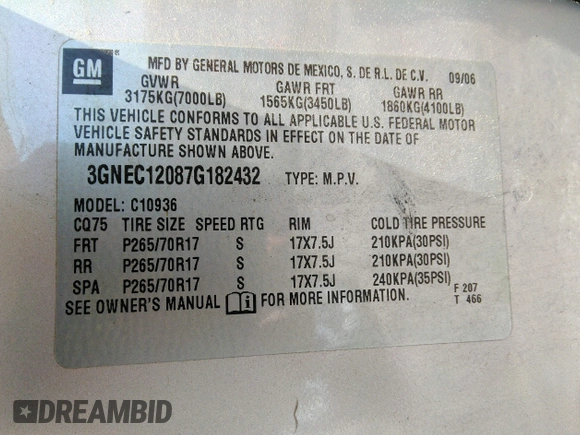 GM
MFD BY GENERAL MOTORS DE MEXICO, S. DE R.L. DE C.V. 09/06
GVWR GAWR FRT GAWR RR
3175KG(7000LB) 1565KG(3450LB) 1860KG(4100LB)
THIS VEHICLE CONFORMS TO ALL APPLICABLE U.S. FEDERAL MOTOR
VEHICLE SAFETY STANDARDS IN EFFECT ON THE DATE OF
MANUFACTURE SHOWN ABOVE.
3GNEC12087G182432 TYPE: M.P.V.
MODEL: C10936
CQ75 TIRE SIZE SPEED RTG RIM COLD TIRE PRESSURE
FRT P265/70R17 S 17X7.5J 210KPA(30PSI)
RR P265/70R17 S 17X7.5J 210KPA(30PSI)
SPA P265/70R17 S 17X7.5J 240KPA(35PSI)
SEE OWNER'S MANUAL FOR MORE INFORMATION.
F 207
T 466
DREAMBID